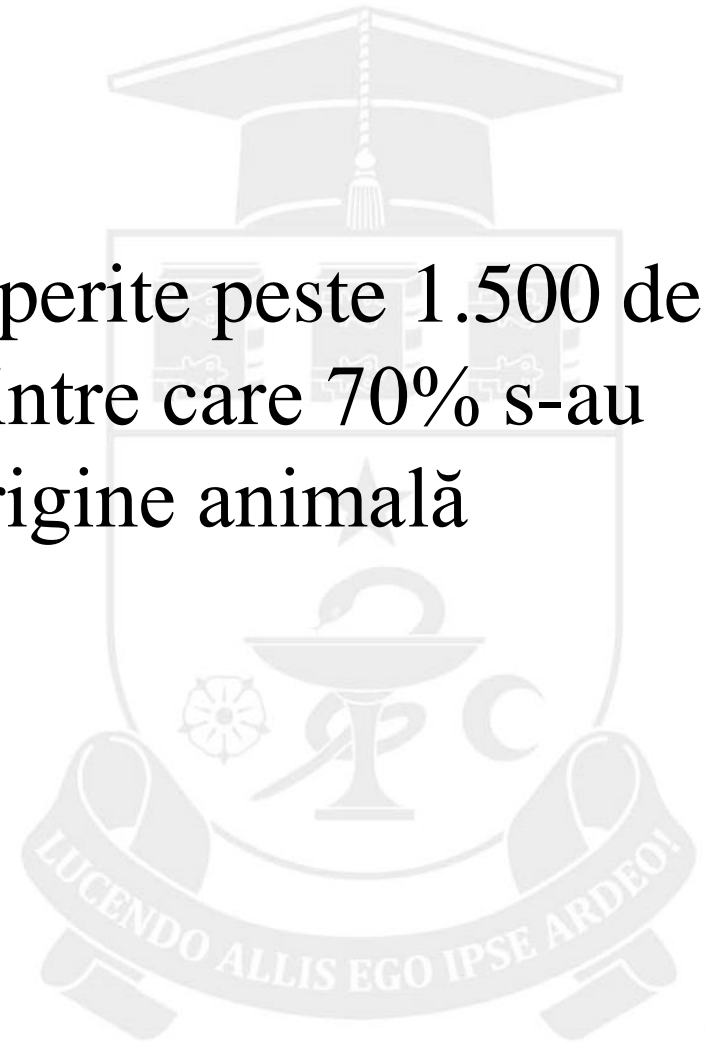 perite peste 1.500 de
intre care 70% s-au
rigine animală
LUCENDO ALLIS EGO IPSE ARDEO!